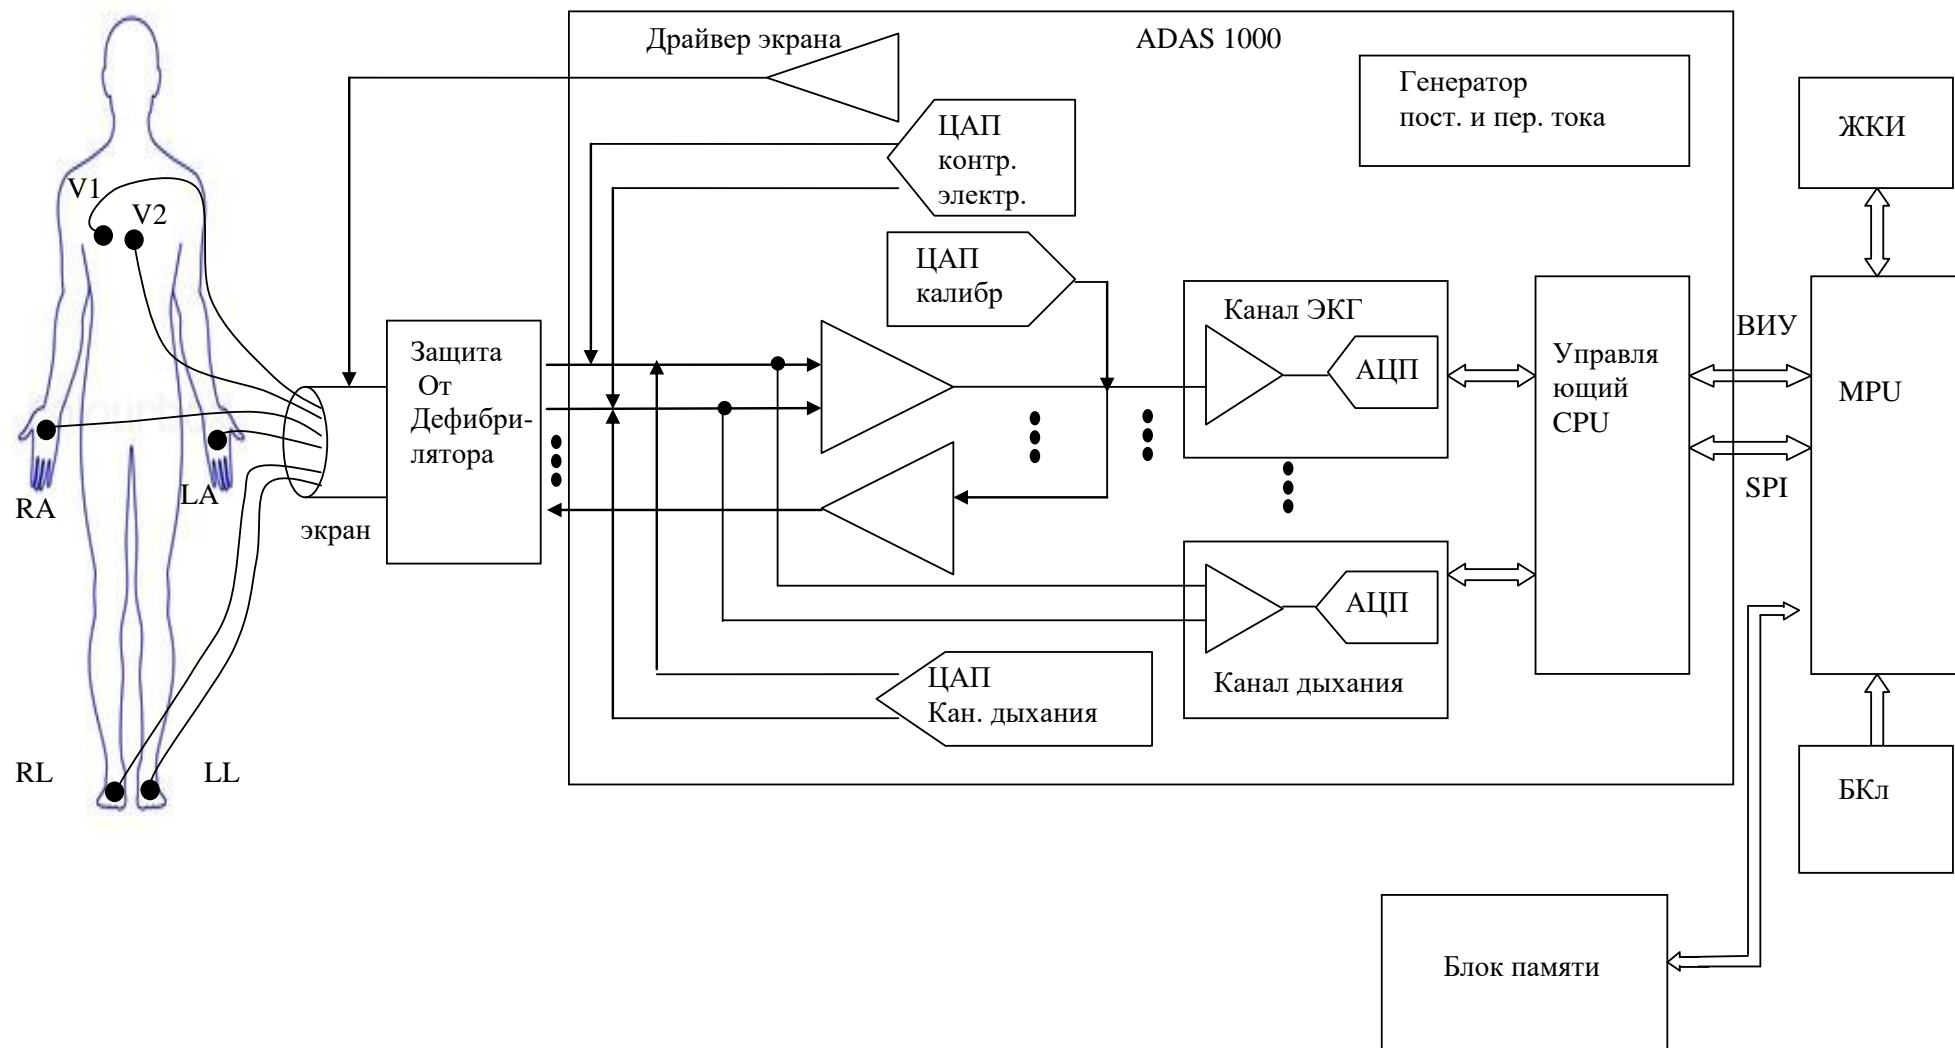 Драйвер экрана
ADAS 1000
Генератор
пост. и пер. тока
ЖКИ
ЦАП
контр.
электр.
V1
V2
ЦАП
калибр
Канал ЭКГ
АЦП
Управля
ющий
CPU
ВИУ
MPU
Защита
От
Дефибри-
лятора
SPI
RA
LA
экран
АЦП
Канал дыхания
ЦАП
Кан. дыхания
RL
LL
БКл
Блок памяти